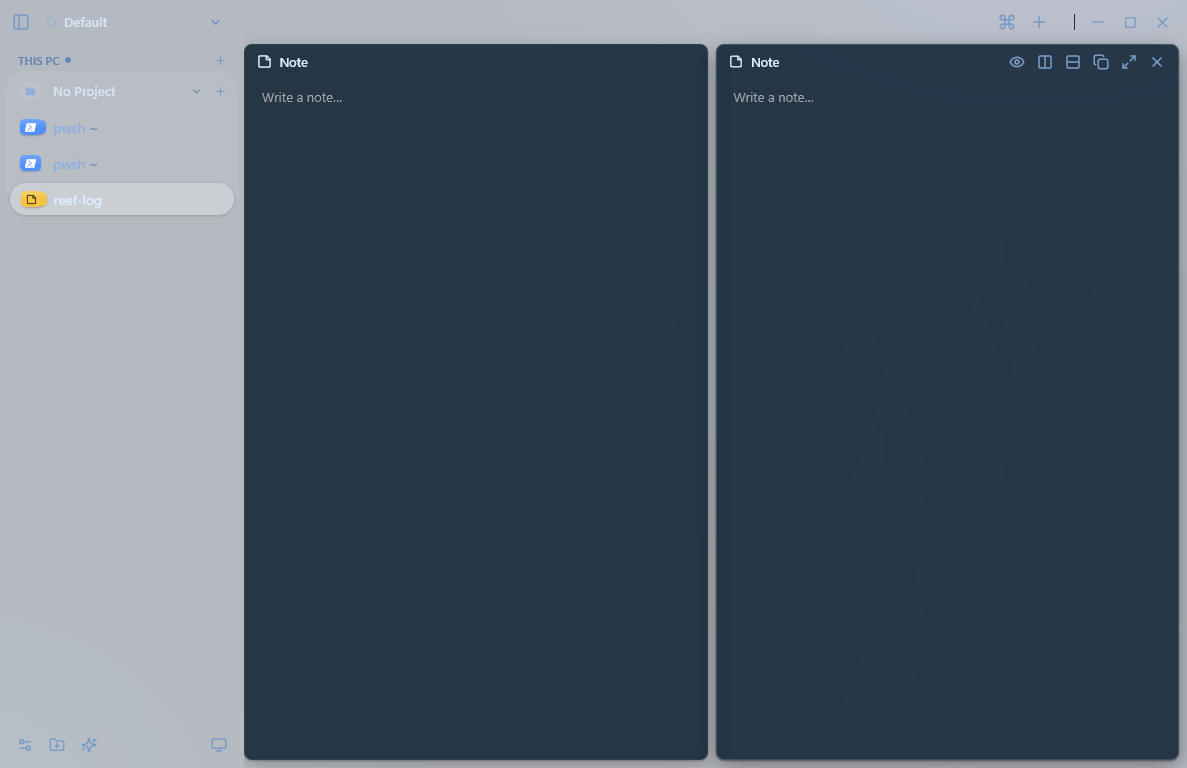 Default
THIS PC
No Project
pwsh ~
pwsh ~
reef-log
Note
Write a note...
Note
Write a note...